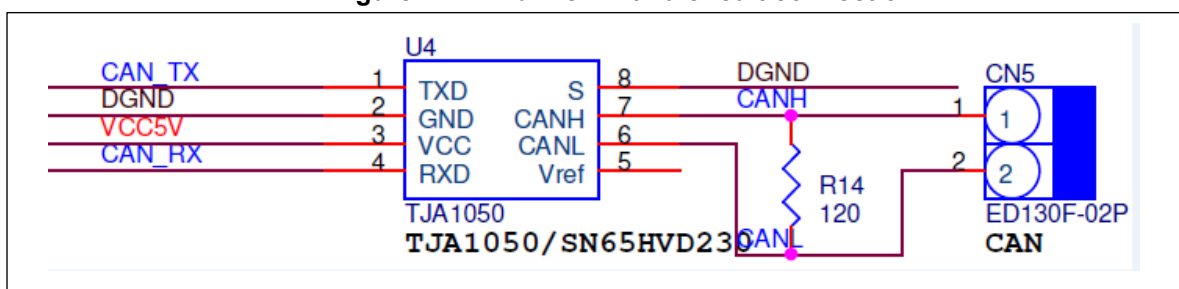 U4
CAN_TX 1 TXD S 8 DGND
DGND 2 GND CANH 7 CANH
VCC5V 3 VCC CANL 6
CAN_RX 4 RXD Vref 5
TJA1050
TJA1050/SN65HVD230
R14
120
CANL
CN5
1 1
2 2
ED130F-02P
CAN